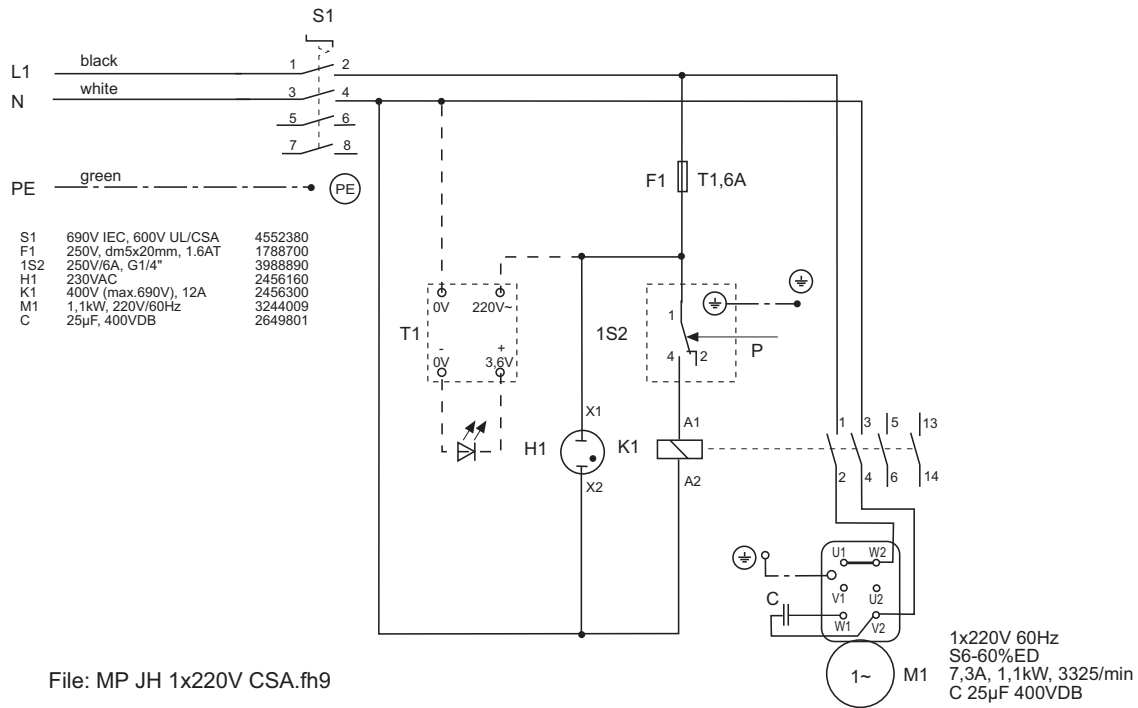 S1
L1
black
1
2
N
white
3
4
5
6
7
8
PE
green
PE
F1
T1,6A
S1 690V IEC, 600V UL/CSA 4552380
F1 250V, dm5x20mm, 1.6AT 1788700
1S2 250V/6A, G1/4" 3988890
H1 230VAC 2456160
K1 400V (max.690V), 12A 2456300
M1 1,1kW, 220V/60Hz 3244009
C 25µF, 400VDB 2649801
0V
220V~
T1
-
+
0V
3,6V
1S2
1
4
2
P
X1
H1
X2
A1
K1
A2
1
3
5
13
2
4
6
14
U1
W2
V1
U2
C
W1
V2
1~
M1
1x220V 60Hz
S6-60%ED
7,3A, 1,1kW, 3325/min
C 25µF 400VDB
File: MP JH 1x220V CSA.fh9